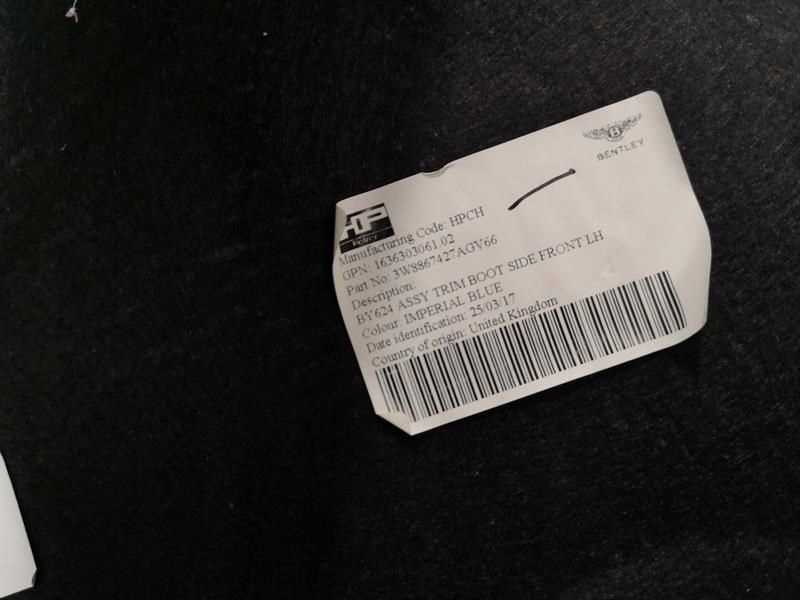 BENTLEY
HP
Manufacturing Code: HPCH
GPN: 1636303061.02
Part No: 3W8867427AGV66
Description:
BY624 ASSY TRIM BOOT SIDE FRONT LH
Colour: IMPERIAL BLUE
Date identification: 25/03/17
Country of origin: United Kingdom